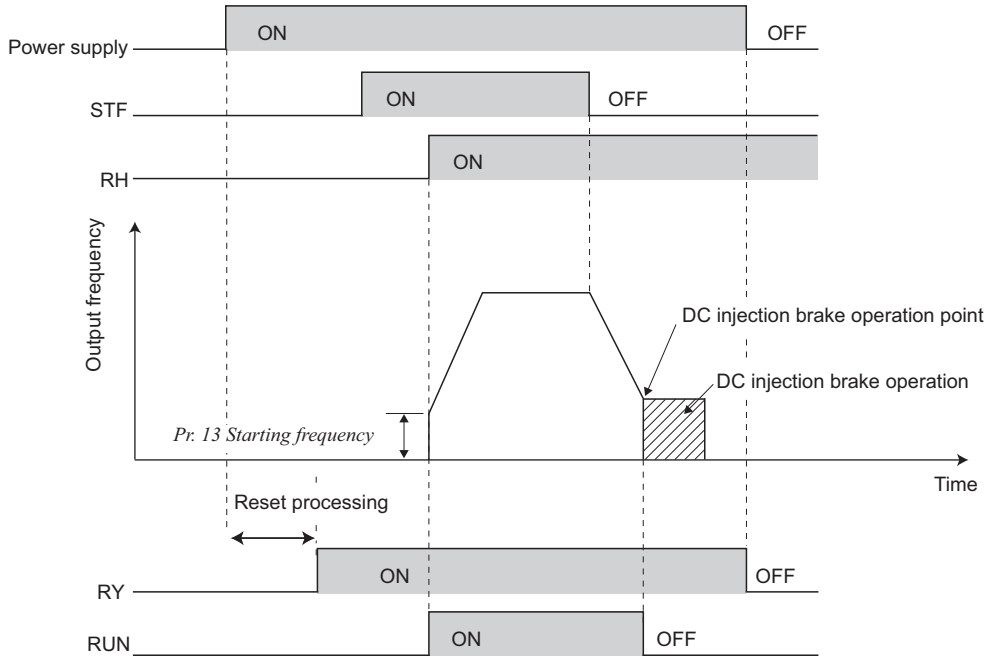 ON
OFF
Power supply
ON
OFF
STF
ON
RH
Output frequency
DC injection brake operation point
DC injection brake operation
Pr. 13 Starting frequency
Time
Reset processing
ON
OFF
RY
ON
OFF
RUN